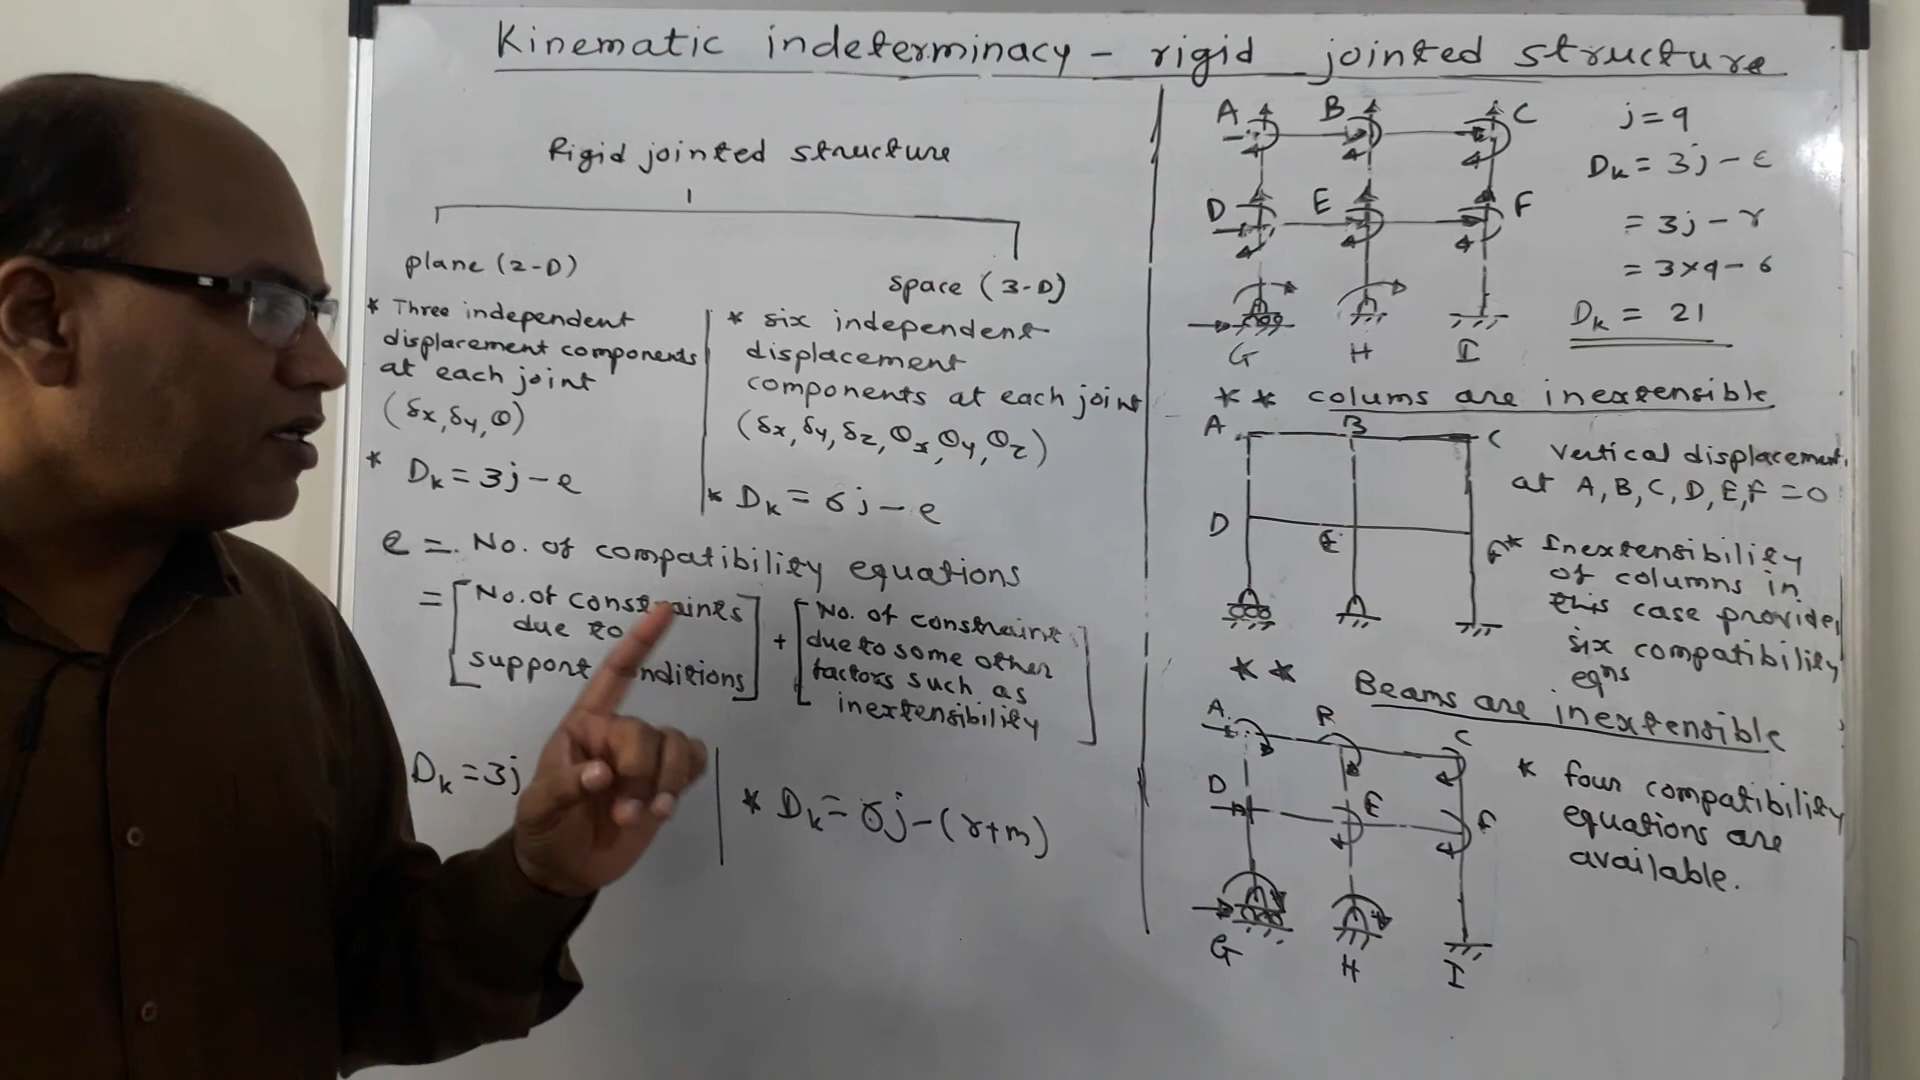 Kinematic indeterminacy - rigid jointed structure
Rigid jointed structure
plane (2-D)
* Three independent
displacement components
at each joint
(δx, δy, θ)
* Dk = 3j - e
space (3-D)
* six independent
displacement
components at each joint
(δx, δy, δz, θx, θy, θz)
* Dk = 6j - e
e = No. of compatibility equations
= [No. of constraints
due to
support conditions]
+ [No. of constraint
due to some other
factors such as
inextensibility]
Dk = 3j
* Dk = 6j - (r+m)
A B C
D E F
G H I
j = 9
Dk = 3j - e
= 3j - r
= 3×9 - 6
Dk = 21
** colums are inextensible
A B C
D E F
vertical displacement
at A, B, C, D, E, F = 0
* Inextensibility
of columns in
this case provides
six compatibility
eqns
** Beams are inextensible
A B C
D E F
G H I
* four compatibility
equations are
available.